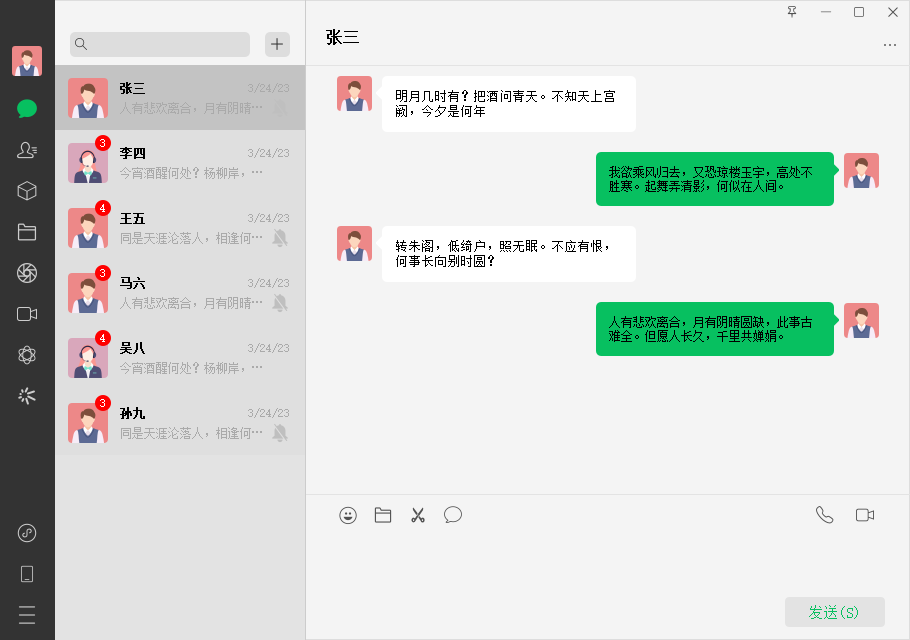 张三
3/24/23
人有悲欢离合，月有阴晴…
3
李四
3/24/23
今宵酒醒何处？杨柳岸，…
4
王五
3/24/23
同是天涯沦落人，相逢何…
3
马六
3/24/23
人有悲欢离合，月有阴晴…
4
吴八
3/24/23
今宵酒醒何处？杨柳岸，…
3
孙九
3/24/23
同是天涯沦落人，相逢何…
张三
明月几时有？把酒问青天。不知天上宫
阙，今夕是何年
我欲乘风归去，又恐琼楼玉宇，高处不
胜寒。起舞弄清影，何似在人间。
转朱阁，低绮户，照无眠。不应有恨，
何事长向别时圆？
人有悲欢离合，月有阴晴圆缺，此事古
难全。但愿人长久，千里共婵娟。
发送(S)